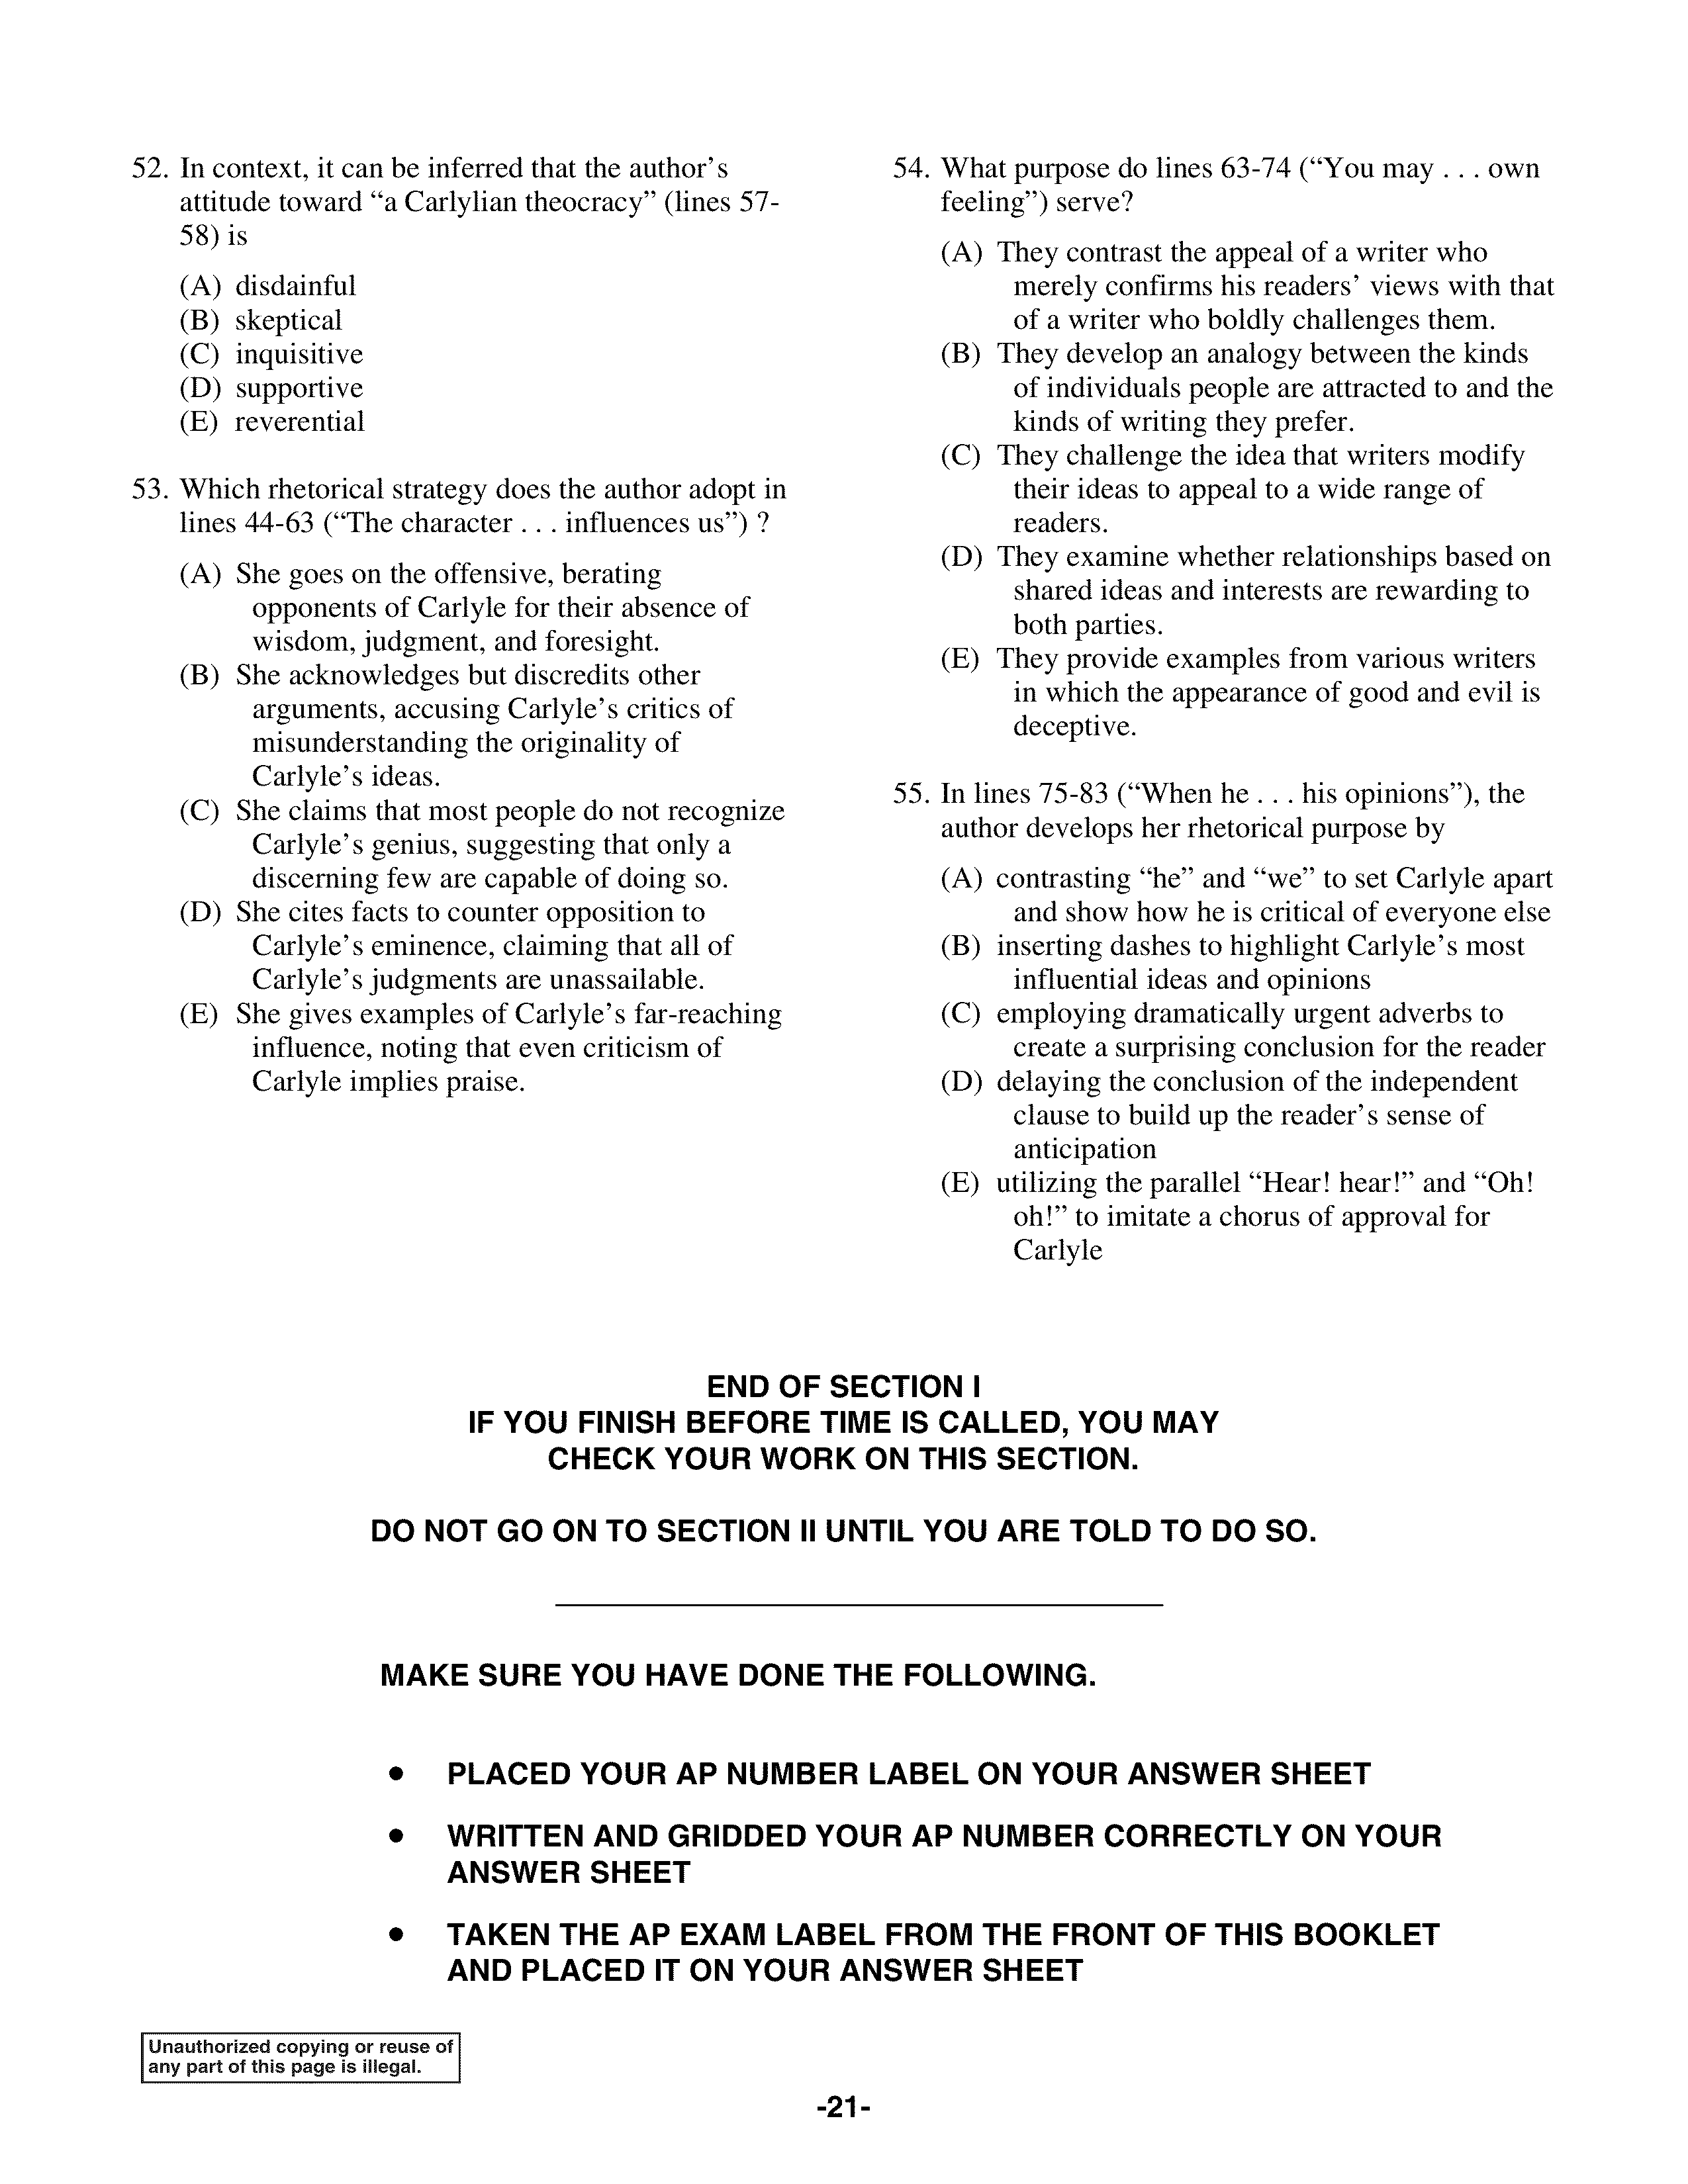 52. In context, it can be inferred that the author’s
attitude toward “a Carlylian theocracy” (lines 57-
58) is
(A) disdainful
(B) skeptical
(C) inquisitive
(D) supportive
(E) reverential
53. Which rhetorical strategy does the author adopt in
lines 44-63 (“The character . . . influences us”) ?
(A) She goes on the offensive, berating
opponents of Carlyle for their absence of
wisdom, judgment, and foresight.
(B) She acknowledges but discredits other
arguments, accusing Carlyle’s critics of
misunderstanding the originality of
Carlyle’s ideas.
(C) She claims that most people do not recognize
Carlyle’s genius, suggesting that only a
discerning few are capable of doing so.
(D) She cites facts to counter opposition to
Carlyle’s eminence, claiming that all of
Carlyle’s judgments are unassailable.
(E) She gives examples of Carlyle’s far-reaching
influence, noting that even criticism of
Carlyle implies praise.
54. What purpose do lines 63-74 (“You may . . . own
feeling”) serve?
(A) They contrast the appeal of a writer who
merely confirms his readers’ views with that
of a writer who boldly challenges them.
(B) They develop an analogy between the kinds
of individuals people are attracted to and the
kinds of writing they prefer.
(C) They challenge the idea that writers modify
their ideas to appeal to a wide range of
readers.
(D) They examine whether relationships based on
shared ideas and interests are rewarding to
both parties.
(E) They provide examples from various writers
in which the appearance of good and evil is
deceptive.
55. In lines 75-83 (“When he . . . his opinions”), the
author develops her rhetorical purpose by
(A) contrasting “he” and “we” to set Carlyle apart
and show how he is critical of everyone else
(B) inserting dashes to highlight Carlyle’s most
influential ideas and opinions
(C) employing dramatically urgent adverbs to
create a surprising conclusion for the reader
(D) delaying the conclusion of the independent
clause to build up the reader’s sense of
anticipation
(E) utilizing the parallel “Hear! hear!” and “Oh!
oh!” to imitate a chorus of approval for
Carlyle
END OF SECTION I
IF YOU FINISH BEFORE TIME IS CALLED, YOU MAY
CHECK YOUR WORK ON THIS SECTION.
DO NOT GO ON TO SECTION II UNTIL YOU ARE TOLD TO DO SO.
MAKE SURE YOU HAVE DONE THE FOLLOWING.
• PLACED YOUR AP NUMBER LABEL ON YOUR ANSWER SHEET
• WRITTEN AND GRIDDED YOUR AP NUMBER CORRECTLY ON YOUR
ANSWER SHEET
• TAKEN THE AP EXAM LABEL FROM THE FRONT OF THIS BOOKLET
AND PLACED IT ON YOUR ANSWER SHEET
Unauthorized copying or reuse of
any part of this page is illegal.
-21-